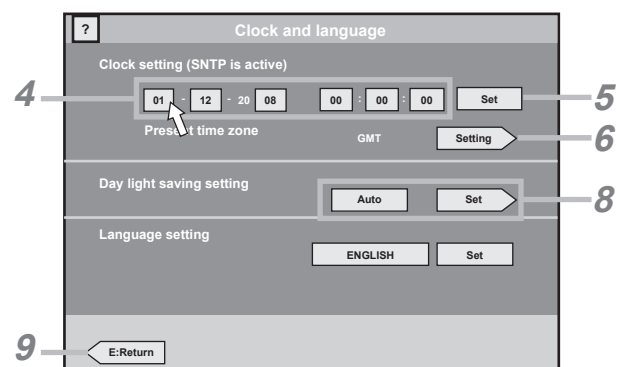 ? Clock and language
Clock setting (SNTP is active)
4 01 - 12 - 20 08 00 : 00 : 00 Set 5
Present time zone GMT Setting 6
Day light saving setting
Auto Set 8
Language setting
ENGLISH Set
9 E:Return